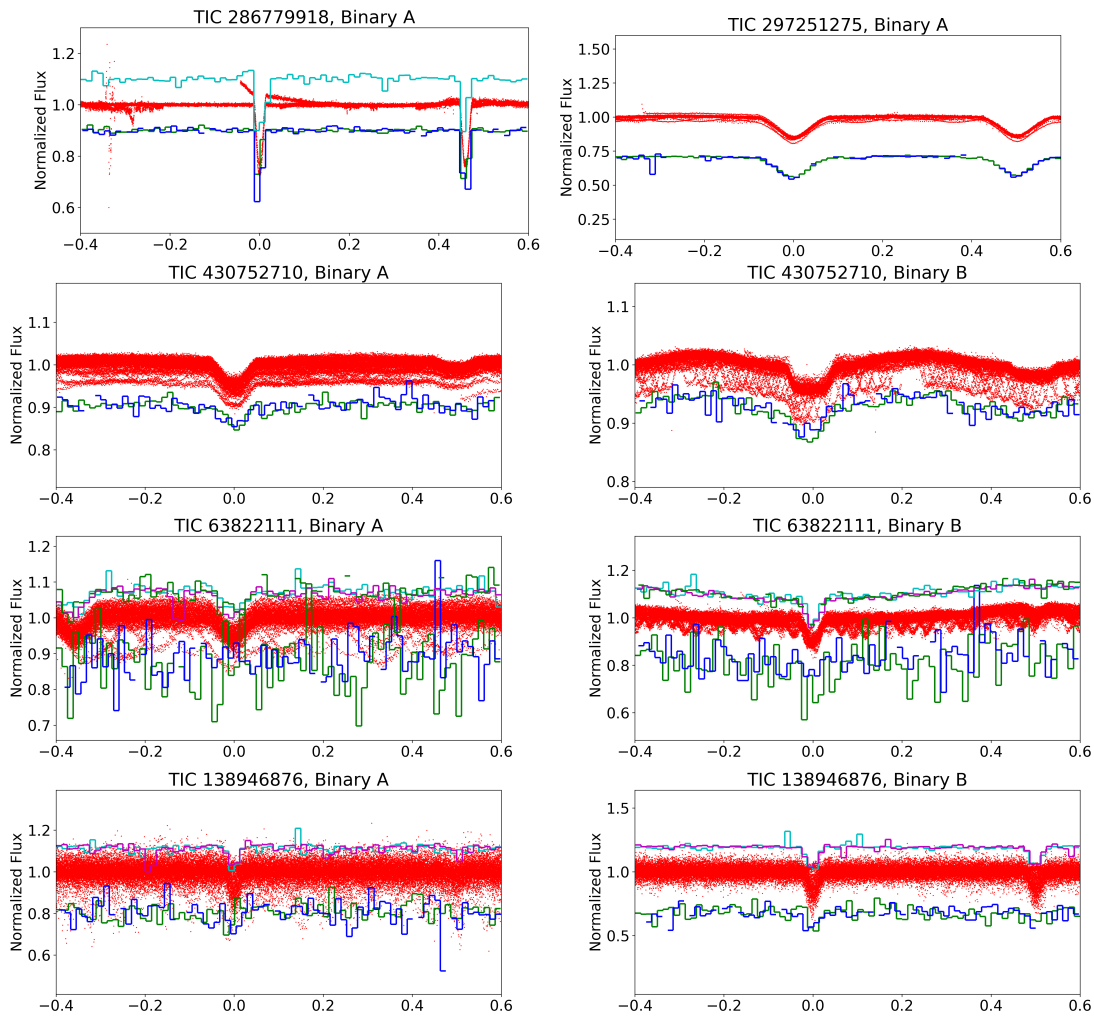 TIC 286779918, Binary A
Normalized Flux
1.2
1.0
0.8
0.6
−0.4 −0.2 0.0 0.2 0.4 0.6
TIC 297251275, Binary A
Normalized Flux
1.50
1.25
1.00
0.75
0.50
0.25
−0.4 −0.2 0.0 0.2 0.4 0.6
TIC 430752710, Binary A
Normalized Flux
1.1
1.0
0.9
0.8
−0.4 −0.2 0.0 0.2 0.4 0.6
TIC 430752710, Binary B
Normalized Flux
1.1
1.0
0.9
0.8
−0.4 −0.2 0.0 0.2 0.4 0.6
TIC 63822111, Binary A
Normalized Flux
1.2
1.1
1.0
0.9
0.8
0.7
−0.4 −0.2 0.0 0.2 0.4 0.6
TIC 63822111, Binary B
Normalized Flux
1.2
1.0
0.8
0.6
−0.4 −0.2 0.0 0.2 0.4 0.6
TIC 138946876, Binary A
Normalized Flux
1.2
1.0
0.8
0.6
−0.4 −0.2 0.0 0.2 0.4 0.6
TIC 138946876, Binary B
Normalized Flux
1.5
1.0
0.5
−0.4 −0.2 0.0 0.2 0.4 0.6